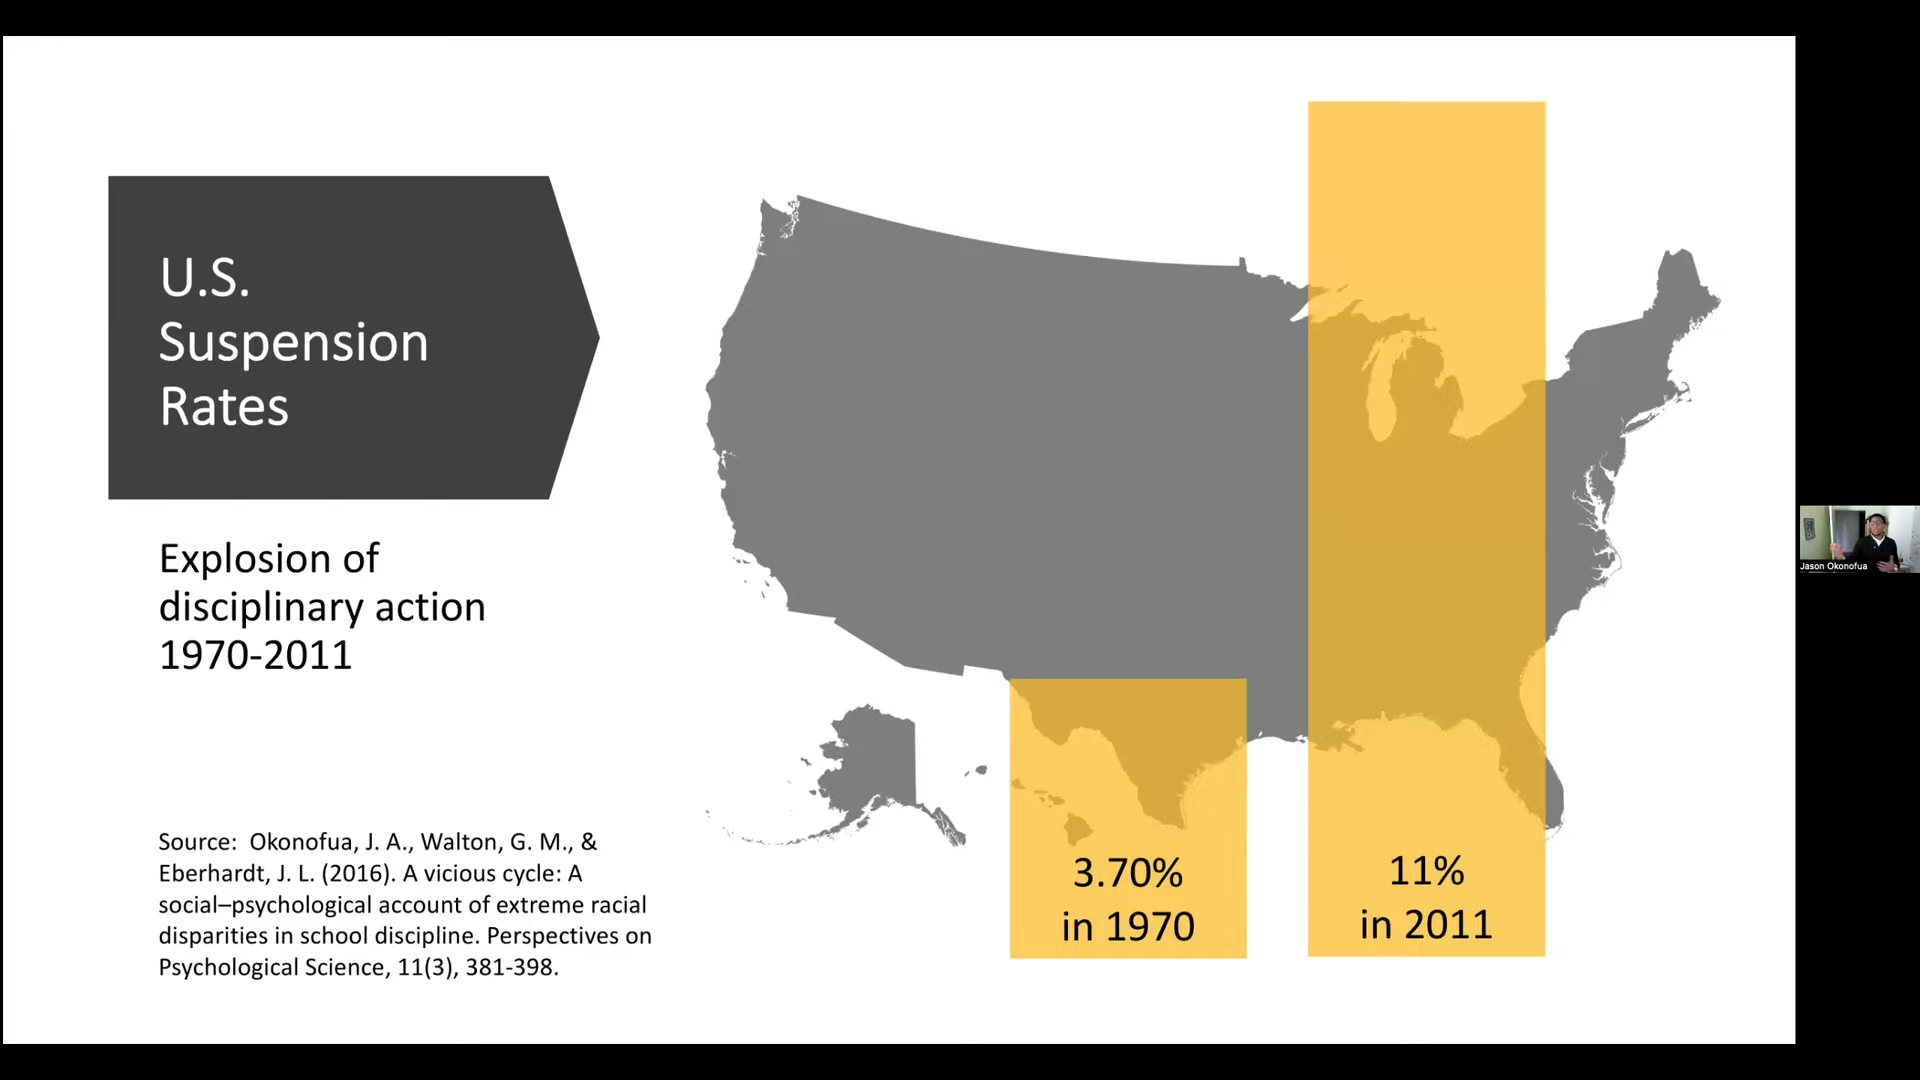 U.S.
Suspension
Rates
Explosion of
disciplinary action
1970-2011
Source:  Okonofua, J. A., Walton, G. M., &
Eberhardt, J. L. (2016). A vicious cycle: A
social–psychological account of extreme racial
disparities in school discipline. Perspectives on
Psychological Science, 11(3), 381-398.
3.70%
in 1970
11%
in 2011
Jason Okonofua